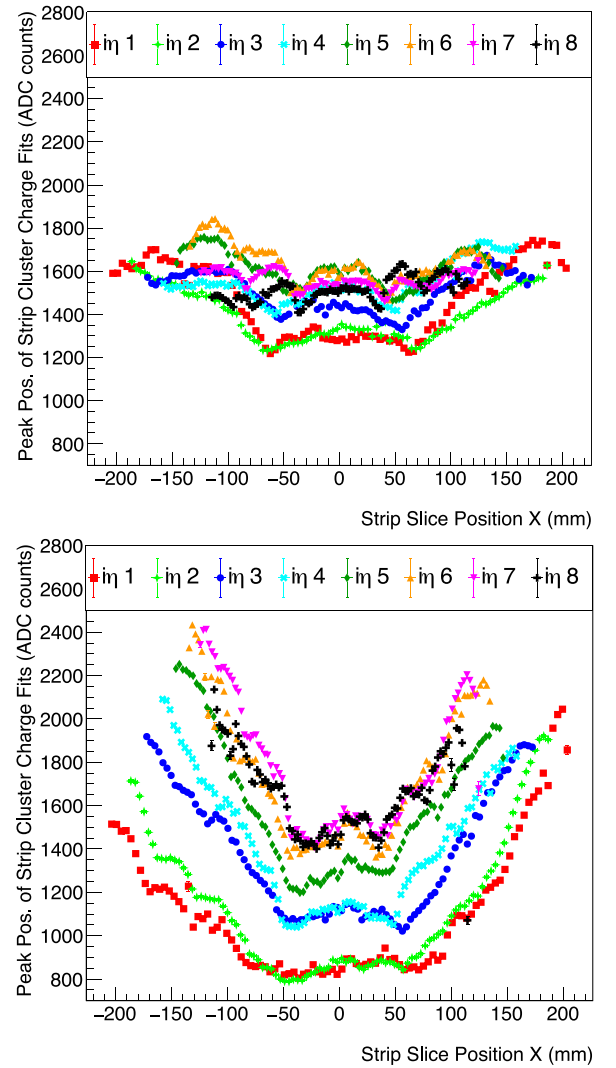 2800
iη 1 iη 2 iη 3 iη 4 iη 5 iη 6 iη 7 iη 8
2600
2400
2200
2000
1800
1600
1400
1200
1000
800
Peak Pos. of Strip Cluster Charge Fits (ADC counts)
−200 −150 −100 −50 0 50 100 150 200
Strip Slice Position X (mm)
2800
iη 1 iη 2 iη 3 iη 4 iη 5 iη 6 iη 7 iη 8
2600
2400
2200
2000
1800
1600
1400
1200
1000
800
Peak Pos. of Strip Cluster Charge Fits (ADC counts)
−200 −150 −100 −50 0 50 100 150 200
Strip Slice Position X (mm)